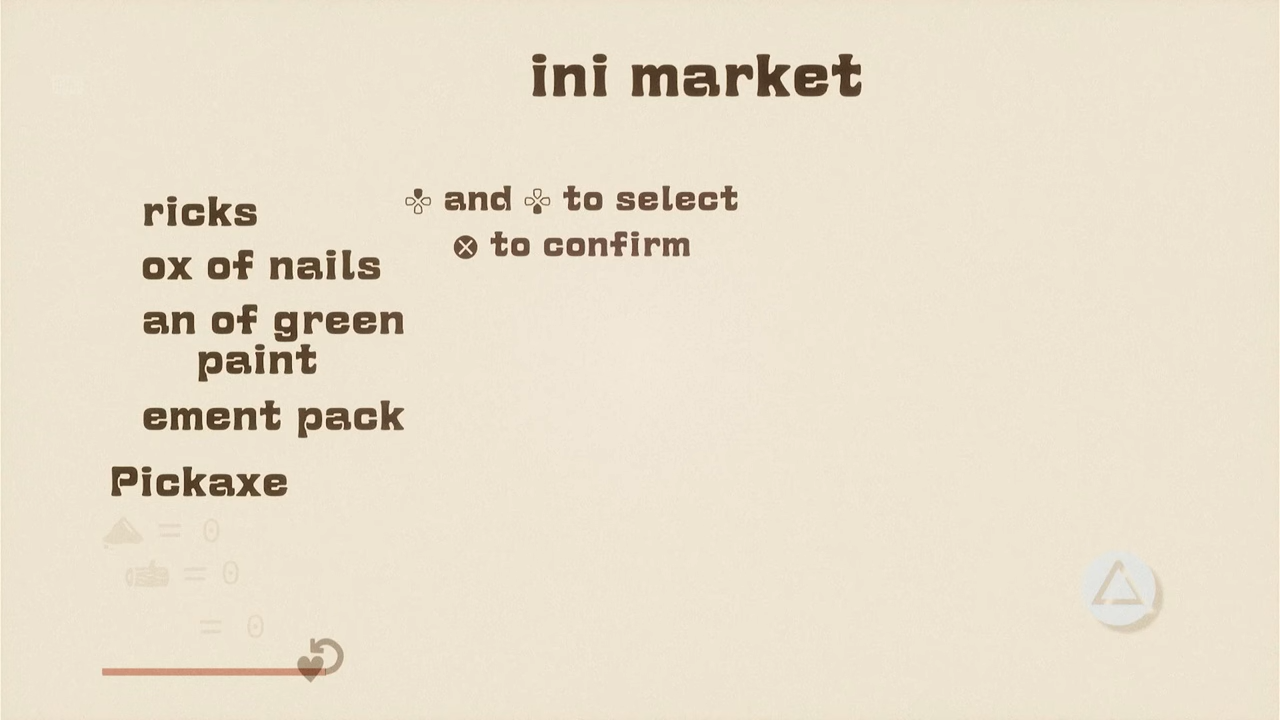 ini market
and to select
to confirm
ricks
ox of nails
an of green
paint
ement pack
Pickaxe
= 0
= 0
= 0